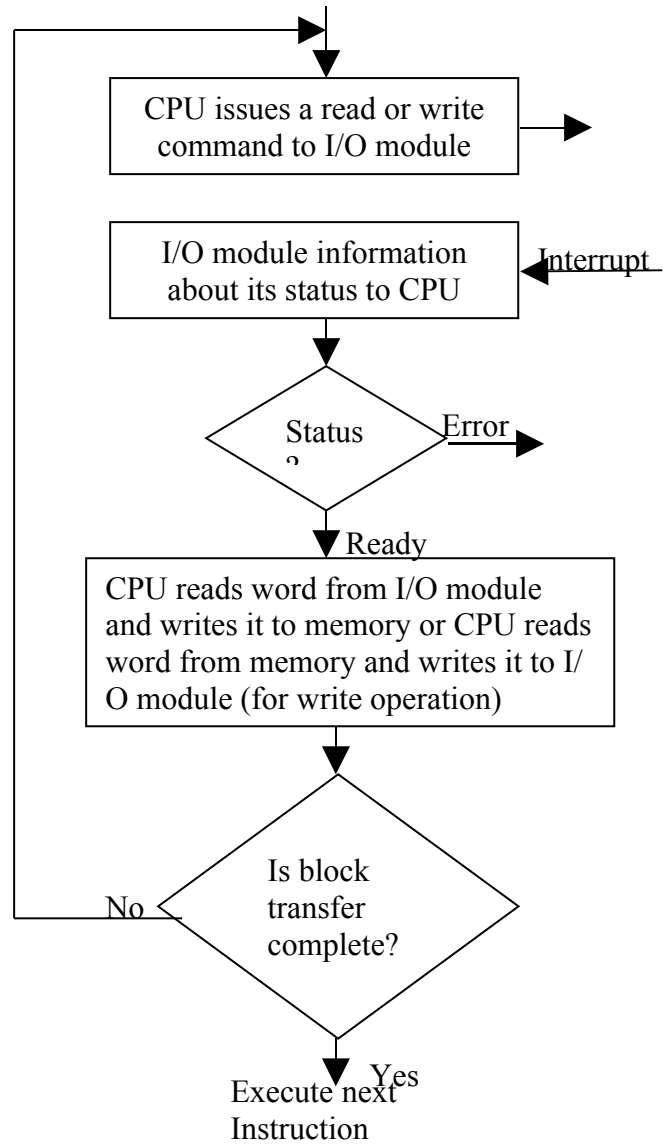 CPU issues a read or write
command to I/O module
I/O module information
about its status to CPU
Interrupt
Status
?
Error
Ready
CPU reads word from I/O module
and writes it to memory or CPU reads
word from memory and writes it to I/
O module (for write operation)
Is block
transfer
complete?
No
Yes
Execute next
Instruction